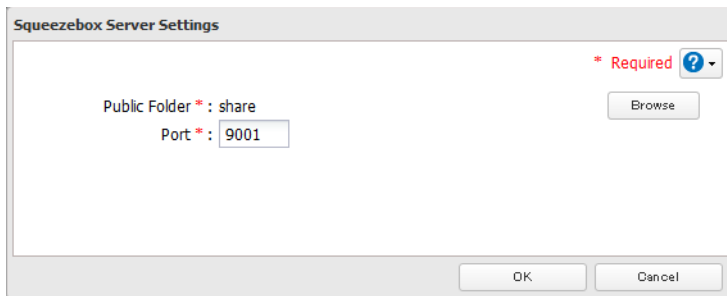 Squeezebox Server Settings
* Required ?
Public Folder * : share Browse
Port * : 9001
OK Cancel